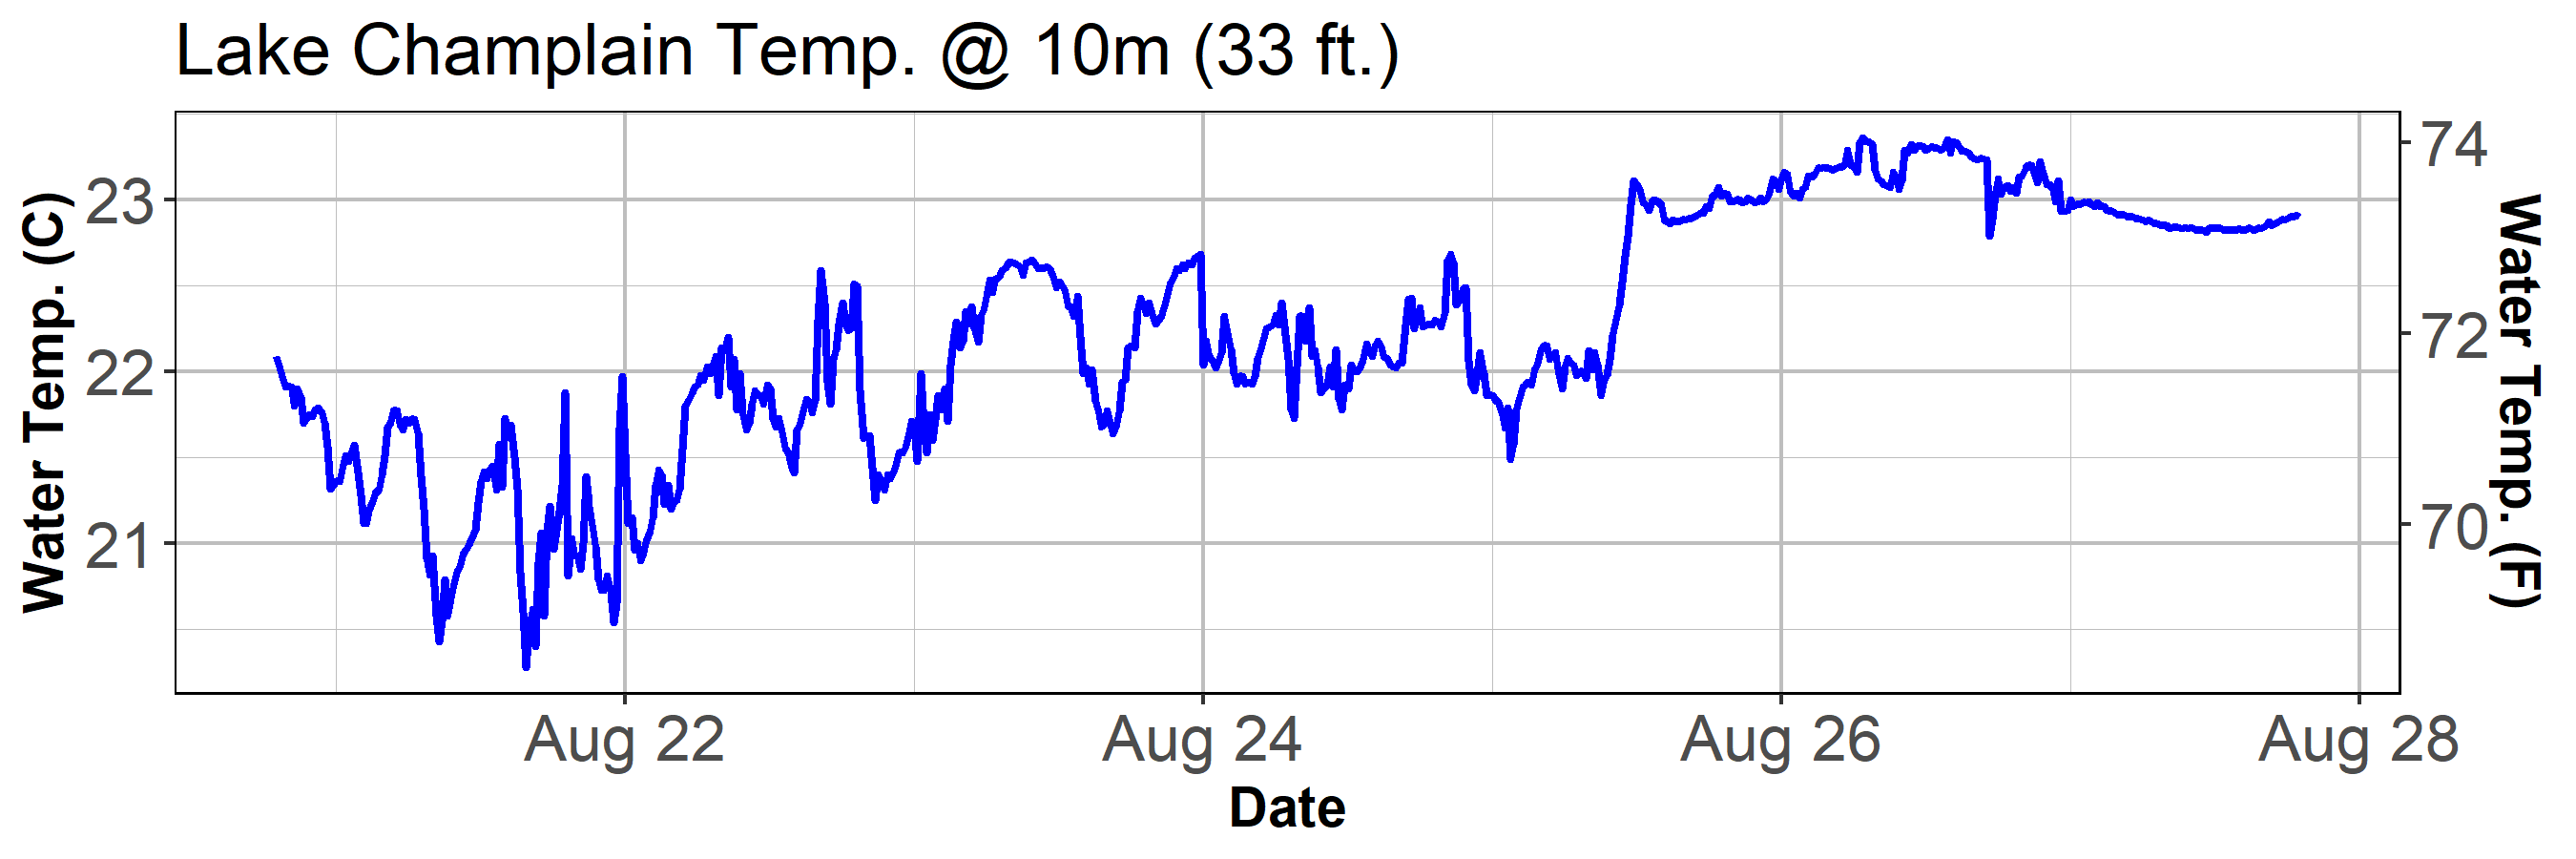 Lake Champlain Temp. @ 10m (33 ft.)
Water Temp. (C)
23
22
21
74
72
70
Water Temp. (F)
Aug 22
Aug 24
Aug 26
Aug 28
Date